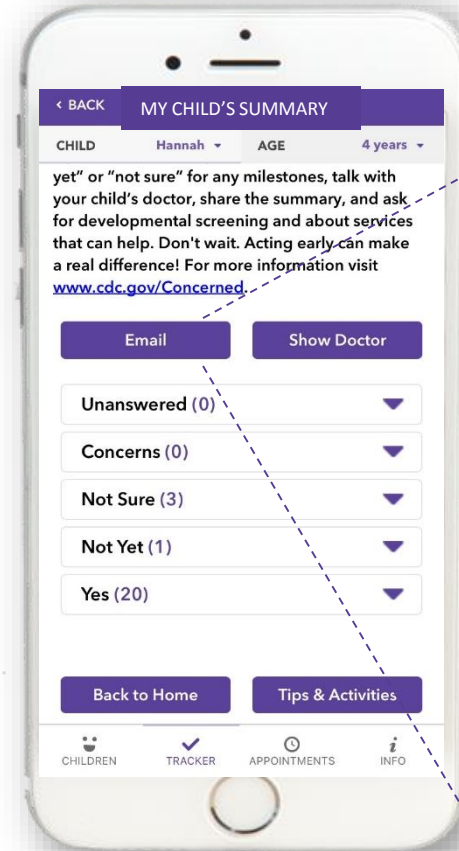 < BACK MY CHILD'S SUMMARY
CHILD Hannah AGE 4 years
yet" or "not sure" for any milestones, talk with
your child's doctor, share the summary, and ask
for developmental screening and about services
that can help. Don't wait. Acting early can make
a real difference! For more information visit
www.cdc.gov/Concerned.
Email Show Doctor
Unanswered (0)
Concerns (0)
Not Sure (3)
Not Yet (1)
Yes (20)
Back to Home Tips & Activities
CHILDREN TRACKER APPOINTMENTS INFO